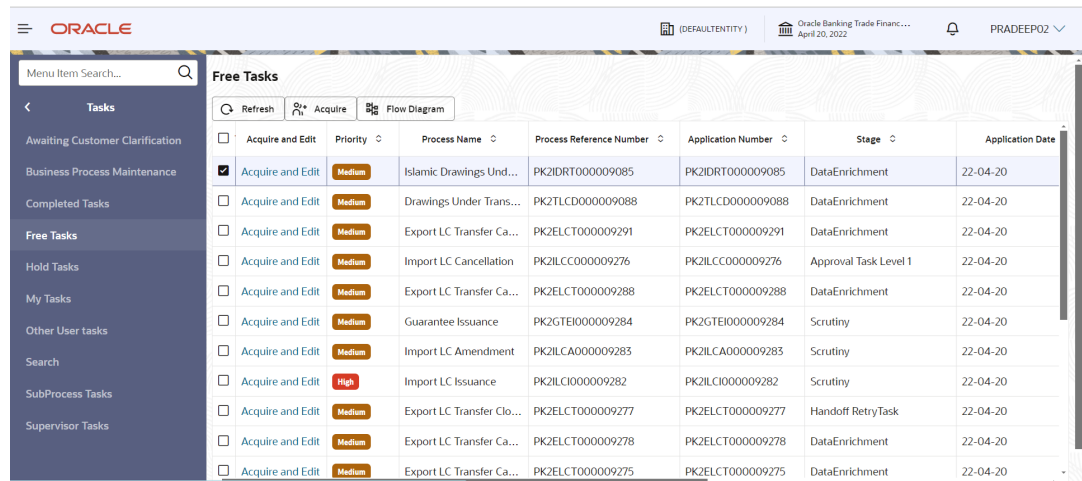 ORACLE
(DEFAULTENTITY )
Oracle Banking Trade Financ...
April 20, 2022
PRADEEP02
Menu Item Search...
Tasks
Awaiting Customer Clarification
Business Process Maintenance
Completed Tasks
Free Tasks
Hold Tasks
My Tasks
Other User tasks
Search
SubProcess Tasks
Supervisor Tasks
Free Tasks
Refresh Acquire Flow Diagram
Acquire and Edit Priority Process Name Process Reference Number Application Number Stage Application Date
Acquire and Edit Medium Islamic Drawings Und... PK2IDRT000009085 PK2IDRT000009085 DataEnrichment 22-04-20
Acquire and Edit Medium Drawings Under Trans... PK2TLCD000009088 PK2TLCD000009088 DataEnrichment 22-04-20
Acquire and Edit Medium Export LC Transfer Ca... PK2ELCT000009291 PK2ELCT000009291 DataEnrichment 22-04-20
Acquire and Edit Medium Import LC Cancellation PK2ILCC000009276 PK2ILCC000009276 Approval Task Level 1 22-04-20
Acquire and Edit Medium Export LC Transfer Ca... PK2ELCT000009288 PK2ELCT000009288 DataEnrichment 22-04-20
Acquire and Edit Medium Guarantee Issuance PK2GTEI000009284 PK2GTEI000009284 Scrutiny 22-04-20
Acquire and Edit Medium Import LC Amendment PK2ILCA000009283 PK2ILCA000009283 Scrutiny 22-04-20
Acquire and Edit High Import LC Issuance PK2ILCI000009282 PK2ILCI000009282 Scrutiny 22-04-20
Acquire and Edit Medium Export LC Transfer Clo... PK2ELCT000009277 PK2ELCT000009277 Handoff RetryTask 22-04-20
Acquire and Edit Medium Export LC Transfer Ca... PK2ELCT000009278 PK2ELCT000009278 DataEnrichment 22-04-20
Acquire and Edit Medium Export LC Transfer Ca... PK2ELCT000009275 PK2ELCT000009275 DataEnrichment 22-04-20